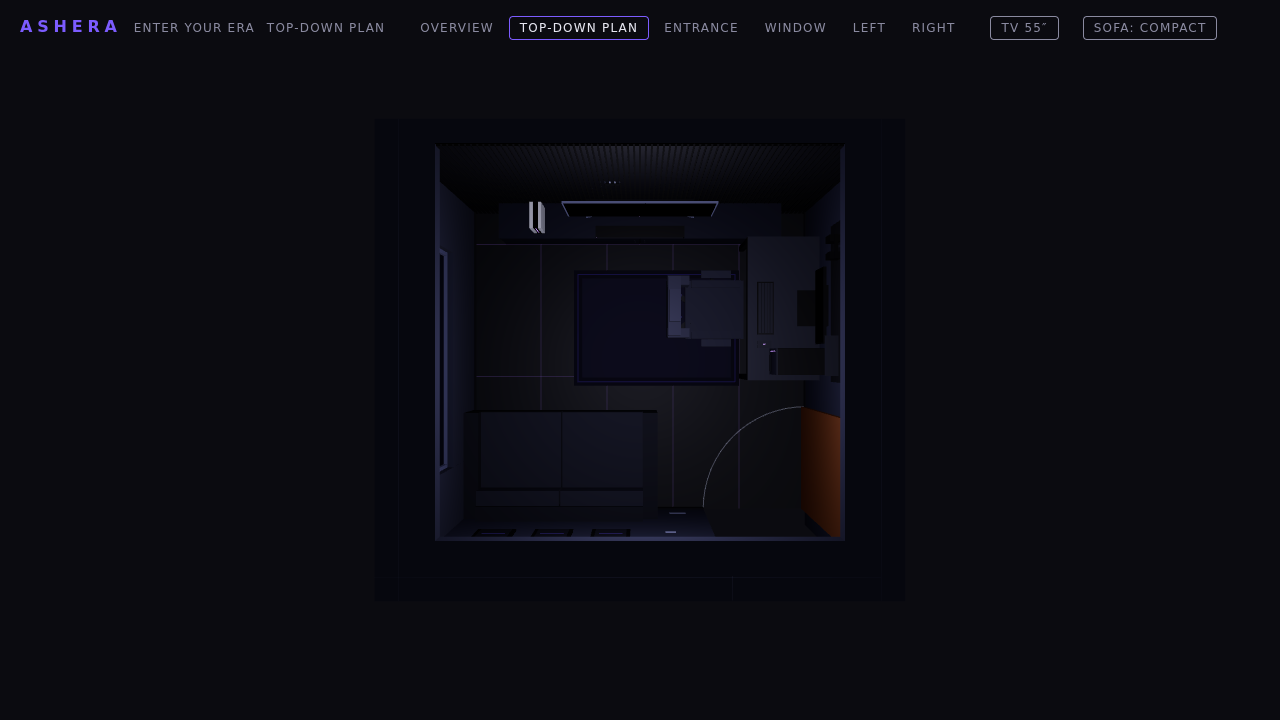 ASHERA ENTER YOUR ERA TOP-DOWN PLAN OVERVIEW TOP-DOWN PLAN ENTRANCE WINDOW LEFT RIGHT TV 55″ SOFA: COMPACT